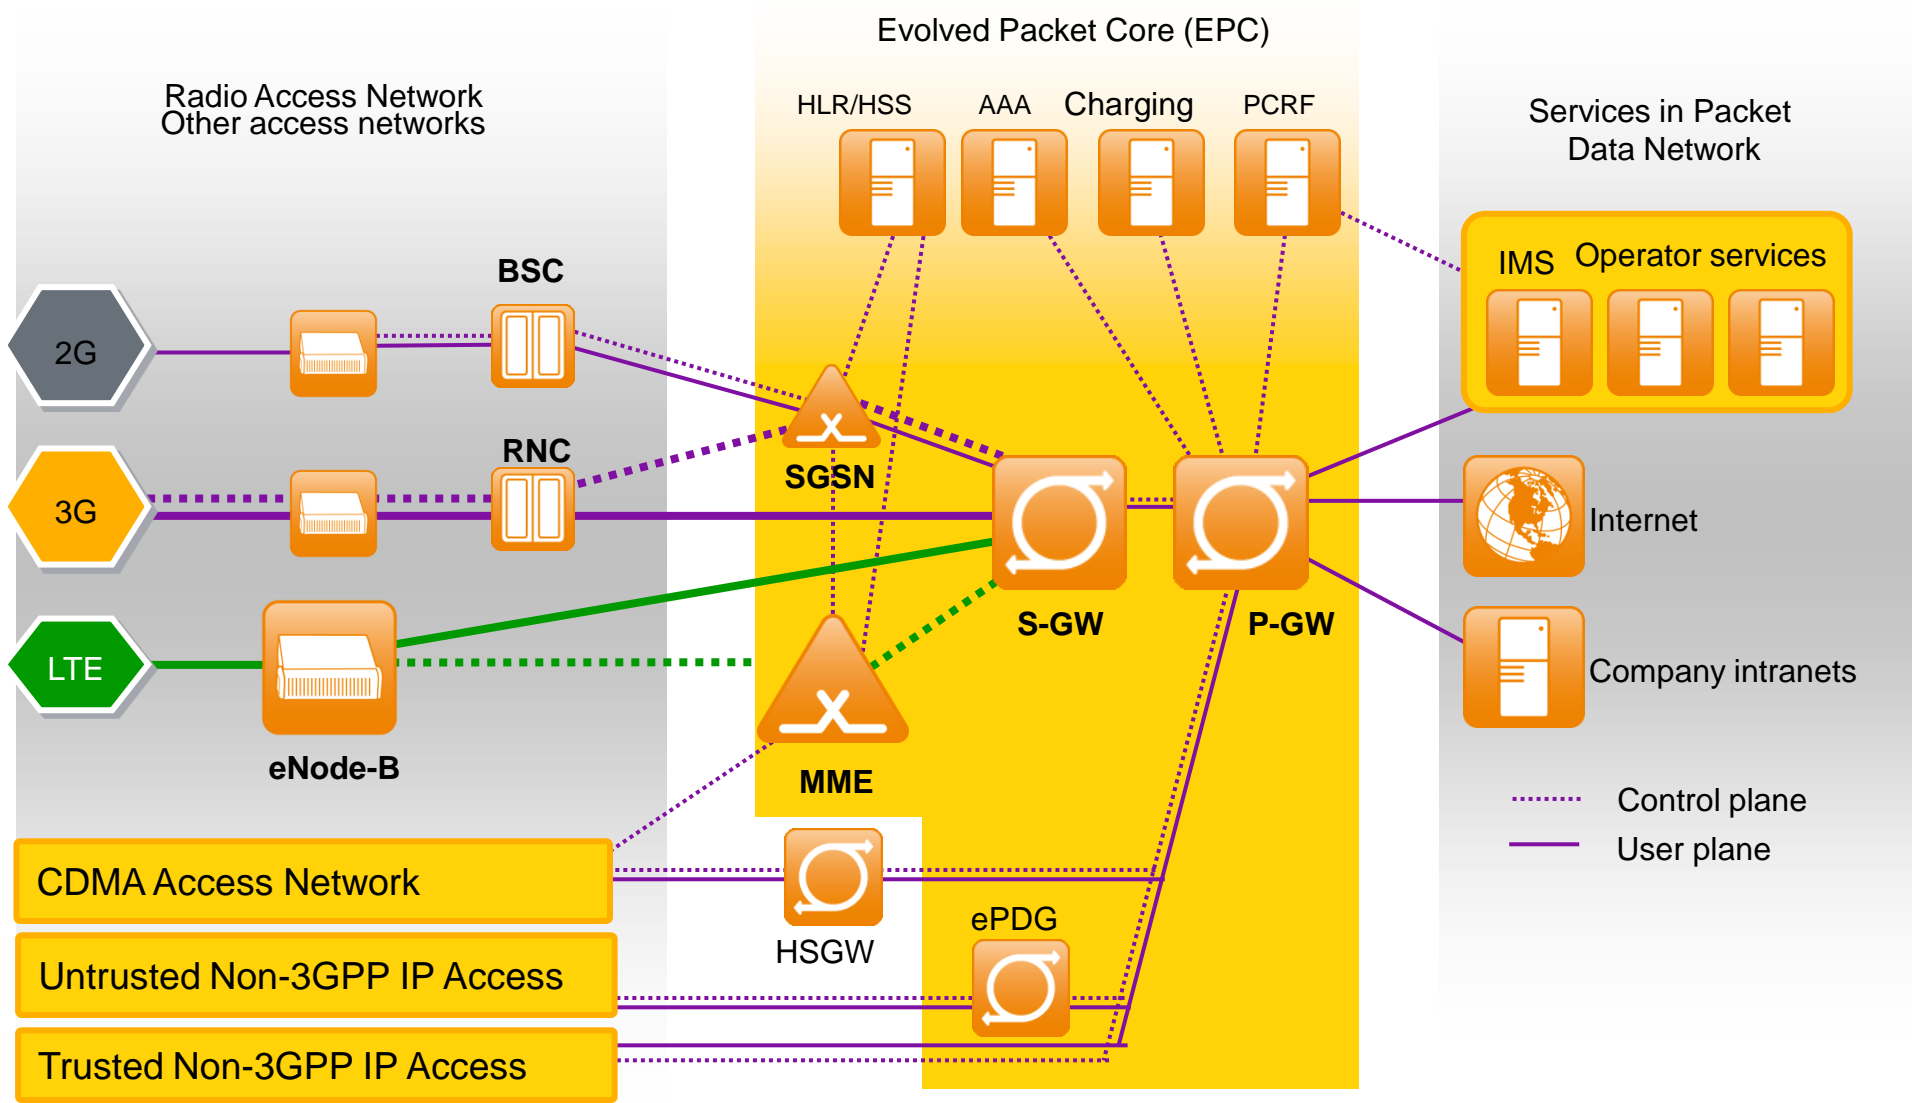 Evolved Packet Core (EPC)
Radio Access Network
Other access networks
HLR/HSS
AAA
Charging
PCRF
Services in Packet
Data Network
BSC
IMS
Operator services
2G
RNC
SGSN
3G
Internet
S-GW
P-GW
LTE
Company intranets
eNode-B
MME
Control plane
User plane
CDMA Access Network
ePDG
HSGW
Untrusted Non-3GPP IP Access
Trusted Non-3GPP IP Access